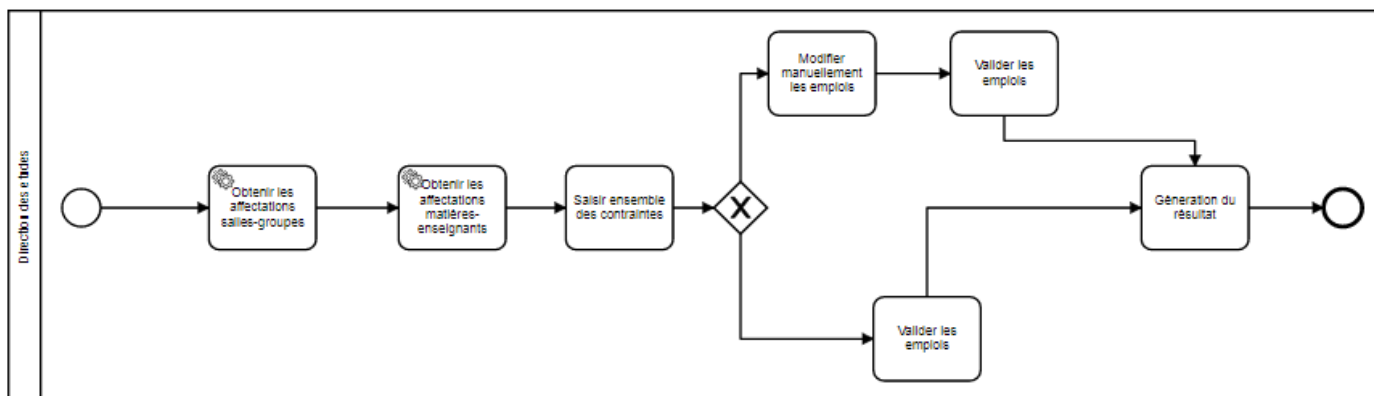 Direction des etudes
Obtenir les
affectations
salles-groupes
Obtenir les
affectations
matières-
enseignants
Saisir ensemble
des contraintes
X
Modifier
manuellement
les emplois
Valider les
emplois
Valider les
emplois
Géneration du
résultat